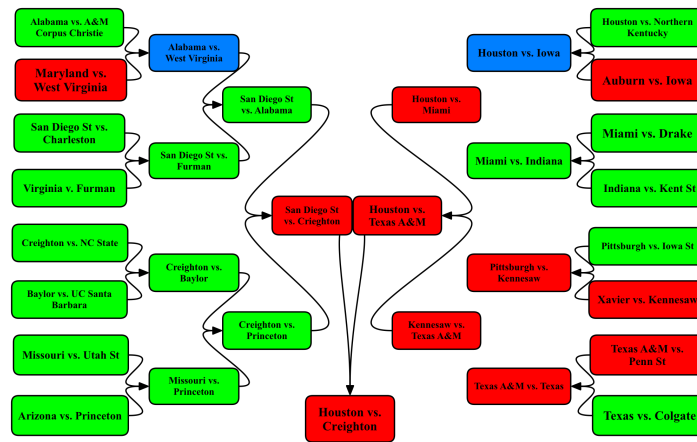 Alabama vs. A&M
Corpus Christie
Maryland vs.
West Virginia
San Diego St vs.
Charleston
Virginia v. Furman
Creighton vs. NC State
Baylor vs. UC Santa
Barbara
Missouri vs. Utah St
Arizona vs. Princeton
Alabama vs.
West Virginia
San Diego St vs.
Furman
Creighton vs.
Baylor
Missouri vs.
Princeton
San Diego St
vs. Alabama
Creighton vs.
Princeton
San Diego St
vs. Crieghton
Houston vs.
Texas A&M
Houston vs.
Creighton
Houston vs.
Miami
Kennesaw vs.
Texas A&M
Houston vs. Iowa
Miami vs. Indiana
Pittsburgh vs.
Kennesaw
Texas A&M vs. Texas
Houston vs. Northern
Kentucky
Auburn vs. Iowa
Miami vs. Drake
Indiana vs. Kent St
Pittsburgh vs. Iowa St
Xavier vs. Kennesaw
Texas A&M vs.
Penn St
Texas vs. Colgate